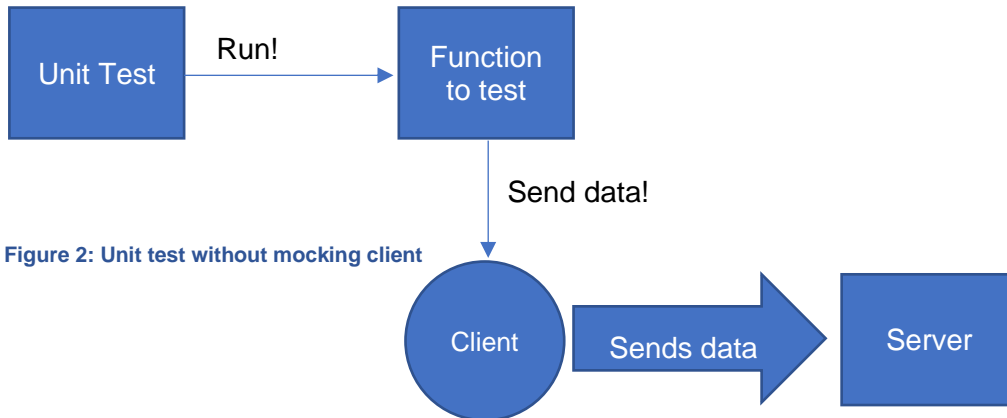 Unit Test
Run!
Function
to test
Send data!
Figure 2: Unit test without mocking client
Client
Sends data
Server